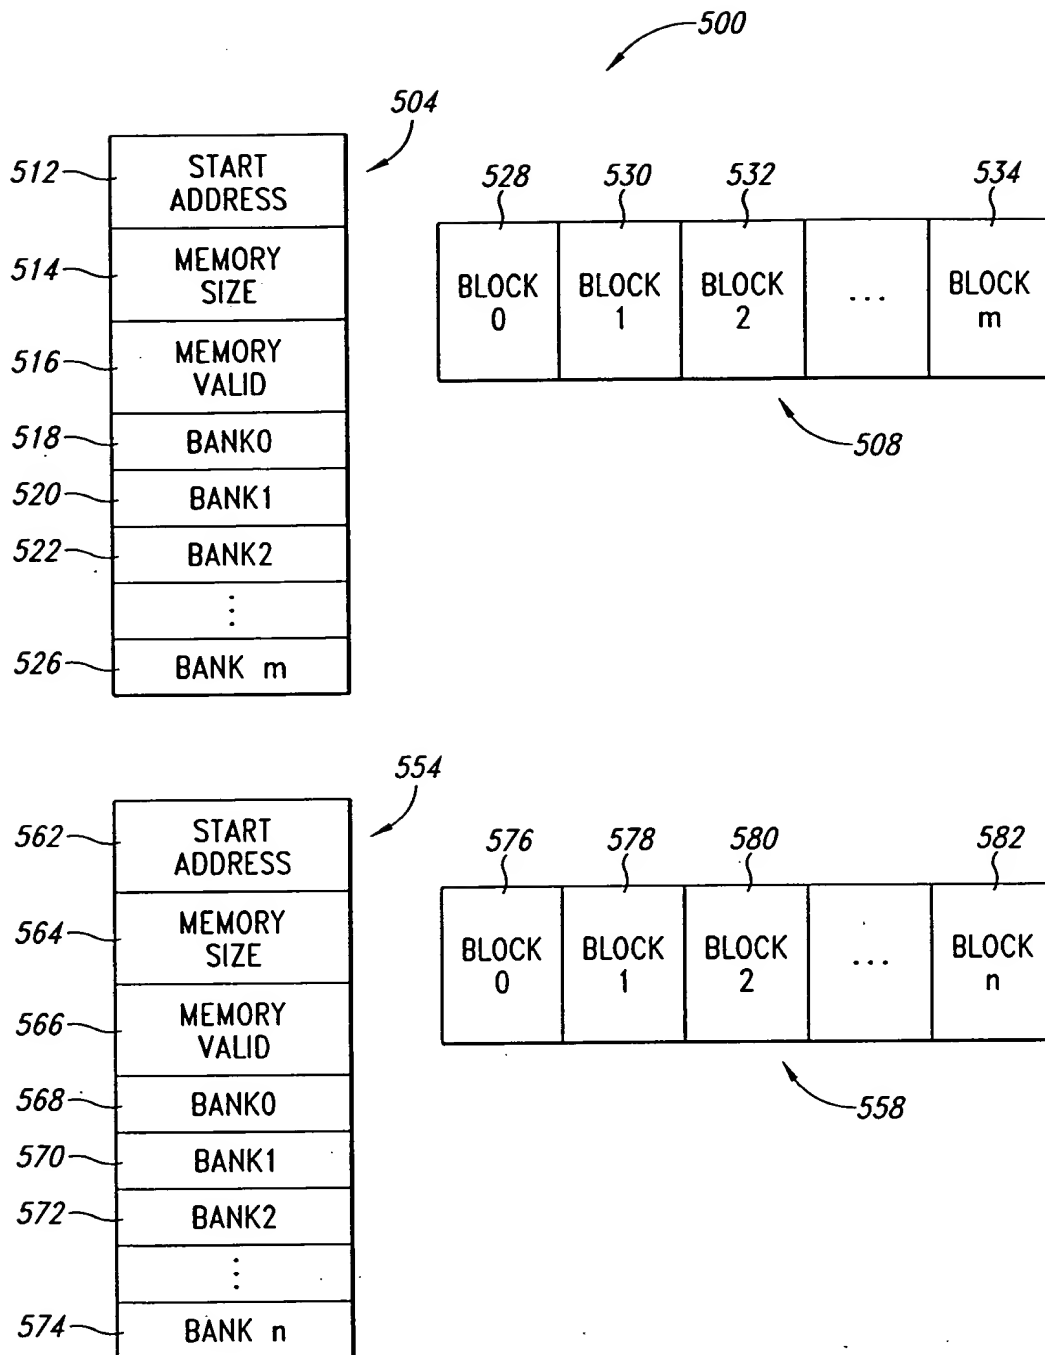 500
504
512
START
ADDRESS
514
MEMORY
SIZE
516
MEMORY
VALID
518
BANK0
520
BANK1
522
BANK2
⋮
526
BANK m
528
530
532
534
BLOCK
0
BLOCK
1
BLOCK
2
...
BLOCK
m
508
554
562
START
ADDRESS
564
MEMORY
SIZE
566
MEMORY
VALID
568
BANK0
570
BANK1
572
BANK2
⋮
574
BANK n
576
578
580
582
BLOCK
0
BLOCK
1
BLOCK
2
...
BLOCK
n
558